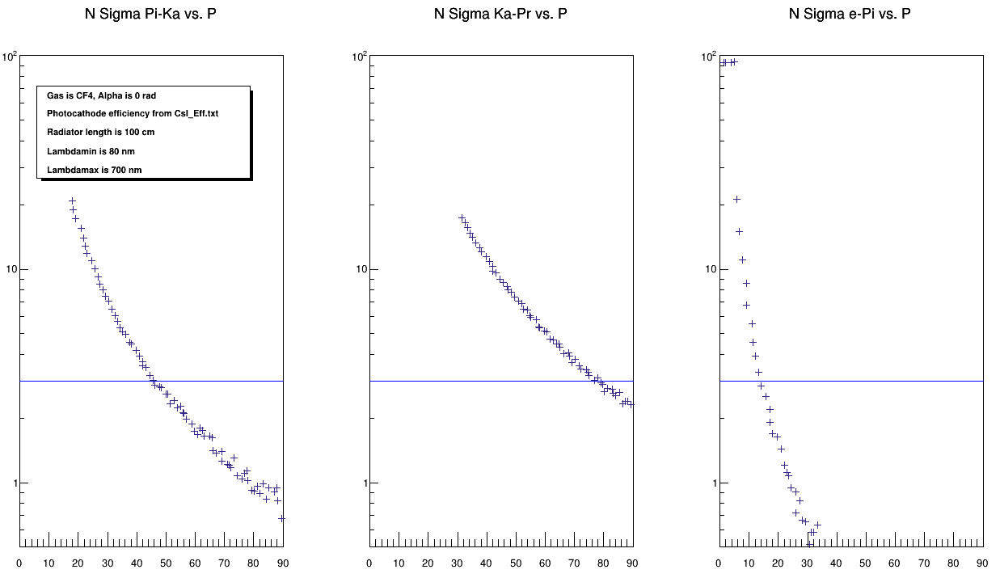 N Sigma Pi-Ka vs. P
N Sigma Ka-Pr vs. P
N Sigma e-Pi vs. P
10²
10
1
0 10 20 30 40 50 60 70 80 90
Gas is CF4, Alpha is 0 rad
Photocathode efficiency from CsI_Eff.txt
Radiator length is 100 cm
Lambdamin is 80 nm
Lambdamax is 700 nm
10²
10
1
0 10 20 30 40 50 60 70 80 90
10²
10
1
0 10 20 30 40 50 60 70 80 90